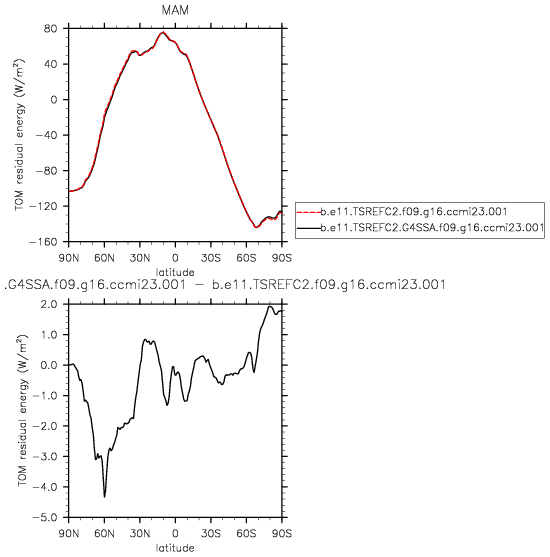 MAM
TOM residual energy (W/m²)
80
40
0
−40
−80
−120
−160
90N 60N 30N 0 30S 60S 90S
latitude
b.e11.TSREFC2.f09.g16.ccmi23.001
b.e11.TSREFC2.G4SSA.f09.g16.ccmi23.001
.G4SSA.f09.g16.ccmi23.001 − b.e11.TSREFC2.f09.g16.ccmi23.001
TOM residual energy (W/m²)
2.0
1.0
0.0
-1.0
-2.0
-3.0
-4.0
-5.0
90N 60N 30N 0 30S 60S 90S
latitude